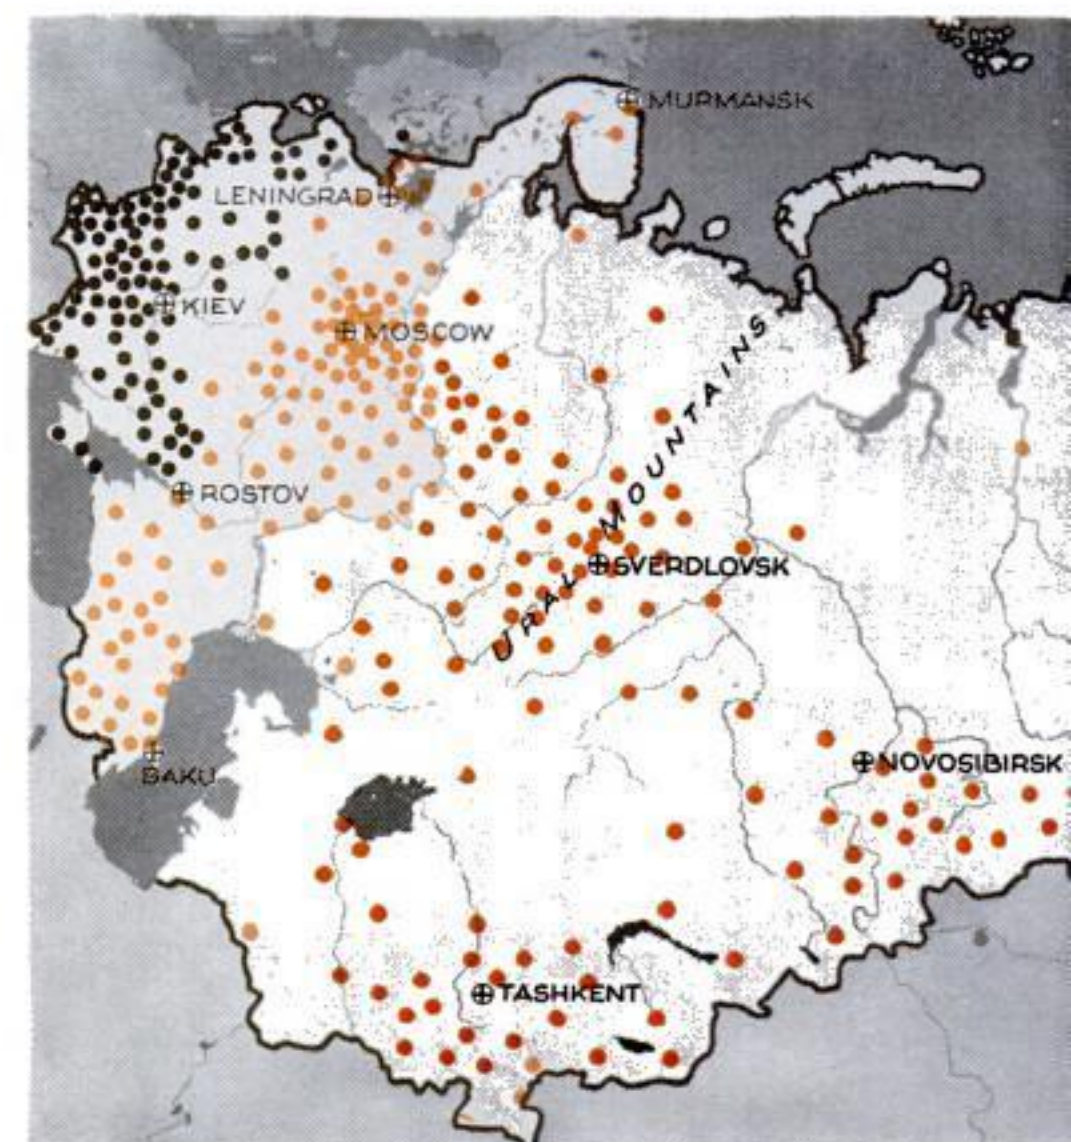 MURMANSK
LENINGRAD
KIEV
MOSCOW
URAL MOUNTAINS
ROSTOV
SVERDLOVSK
BAKU
NOVOSIBIRSK
TASHKENT